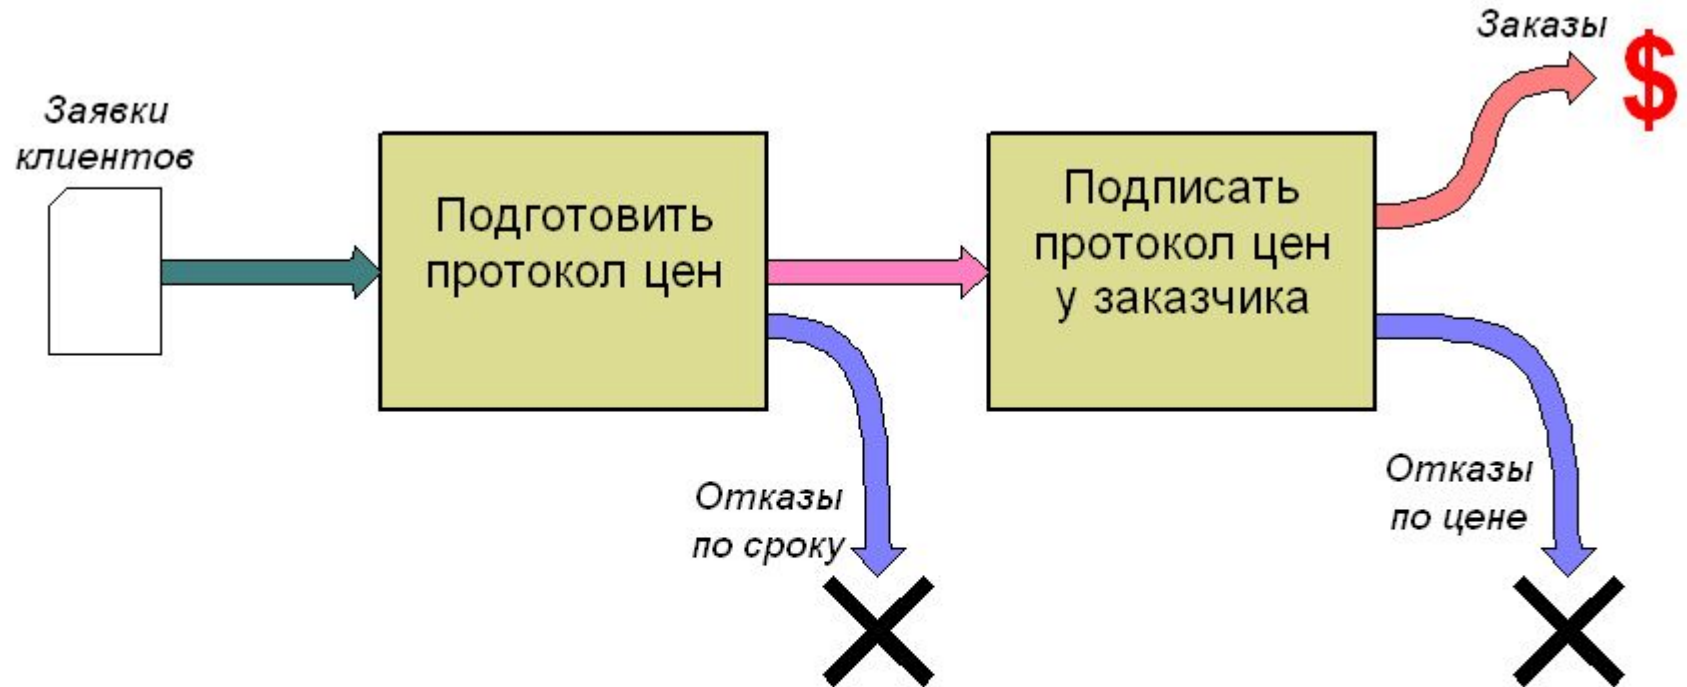 Заявки
клиентов
Подготовить
протокол цен
Отказы
по сроку
Подписать
протокол цен
у заказчика
Заказы
$
Отказы
по цене